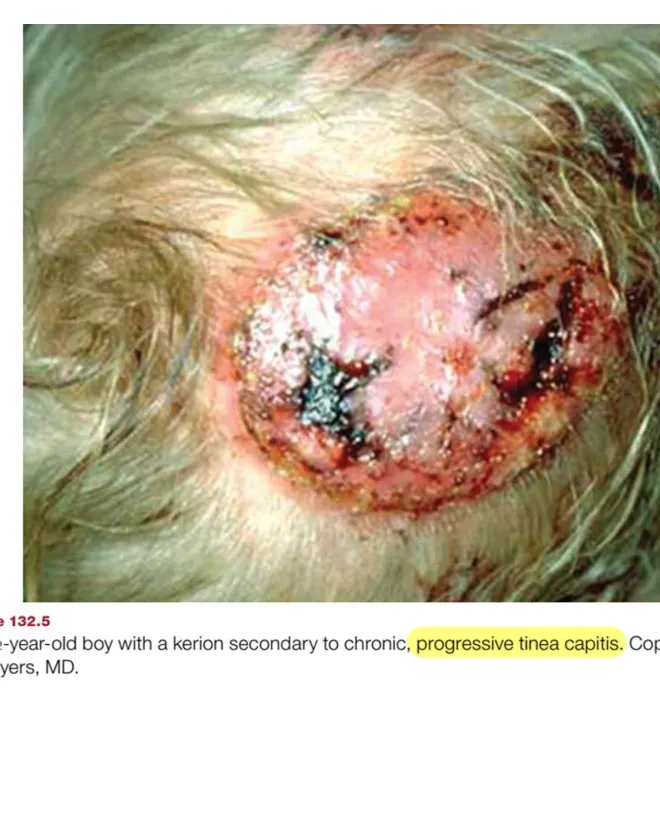 e 132.5
-year-old boy with a kerion secondary to chronic, progressive tinea capitis. Cop
yers, MD.